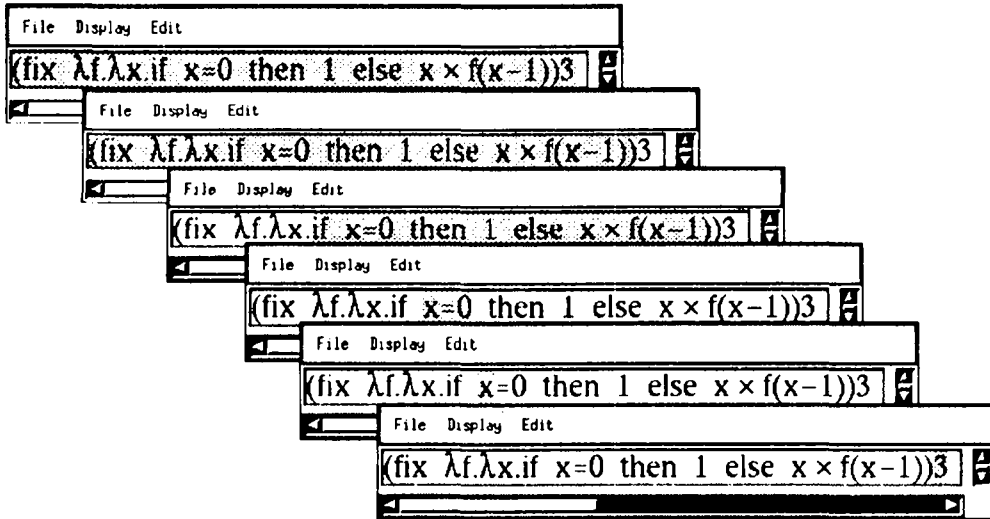 File Display Edit
(fix λf.λx.if x=0 then 1 else x × f(x−1))3
File Display Edit
(fix λf.λx.if x=0 then 1 else x × f(x−1))3
File Display Edit
(fix λf.λx.if x=0 then 1 else x × f(x−1))3
File Display Edit
(fix λf.λx.if x=0 then 1 else x × f(x−1))3
File Display Edit
(fix λf.λx.if x=0 then 1 else x × f(x−1))3
File Display Edit
(fix λf.λx.if x=0 then 1 else x × f(x−1))3